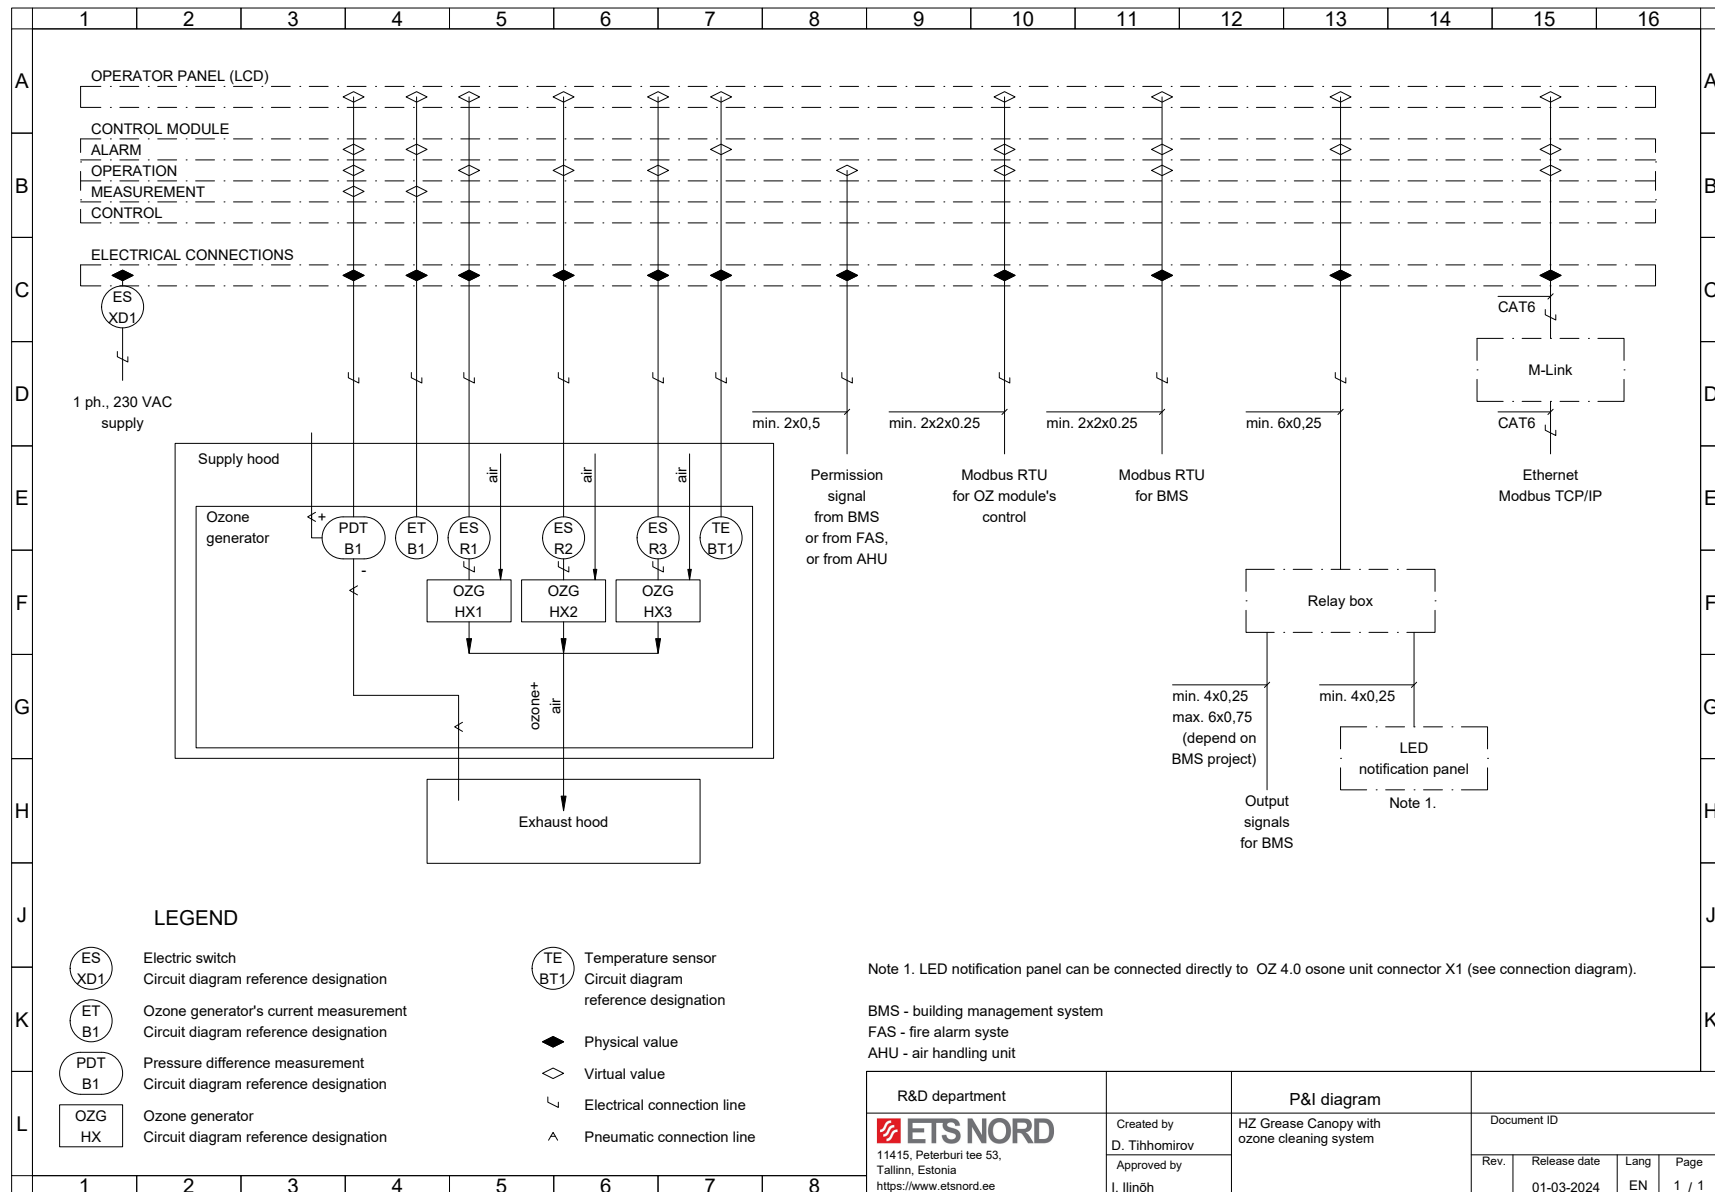 1 2 3 4 5 6 7 8 9 10 11 12 13 14 15 16
A A
OPERATOR PANEL (LCD)
CONTROL MODULE
ALARM
B B
OPERATION
MEASUREMENT
CONTROL
ELECTRICAL CONNECTIONS
C C
ES
XD1
CAT6
M-Link
D D
1 ph., 230 VAC
supply
min. 2x0,5
min. 2x2x0.25
min. 2x2x0.25
min. 6x0,25
CAT6
Supply hood
air
air
air
Permission
signal
from BMS
or from FAS,
or from AHU
Modbus RTU
for OZ module's
control
Modbus RTU
for BMS
Ethernet
Modbus TCP/IP
E E
Ozone
generator
+
PDT
B1
ET
B1
ES
R1
ES
R2
ES
R3
TE
BT1
-
F F
OZG
HX1
OZG
HX2
OZG
HX3
Relay box
ozone+
air
G G
min. 4x0,25
max. 6x0,75
(depend on
BMS project)
min. 4x0,25
LED
notification panel
Note 1.
H H
Exhaust hood
Output
signals
for BMS
J J
LEGEND
ES
XD1
Electric switch
Circuit diagram reference designation
ET
B1
Ozone generator's current measurement
Circuit diagram reference designation
PDT
B1
Pressure difference measurement
Circuit diagram reference designation
OZG
HX
Ozone generator
Circuit diagram reference designation
TE
BT1
Temperature sensor
Circuit diagram
reference designation
Physical value
Virtual value
Electrical connection line
Pneumatic connection line
Note 1. LED notification panel can be connected directly to OZ 4.0 osone unit connector X1 (see connection diagram).
K K
BMS - building management system
FAS - fire alarm syste
AHU - air handling unit
L
R&D department
P&I diagram
ETS NORD
11415, Peterburi tee 53,
Tallinn, Estonia
https://www.etsnord.ee
Created by
D. Tihhomirov
Approved by
I. Ilinõh
HZ Grease Canopy with
ozone cleaning system
Document ID
Rev.
Release date
01-03-2024
Lang
EN
Page
1 / 1
1 2 3 4 5 6 7 8